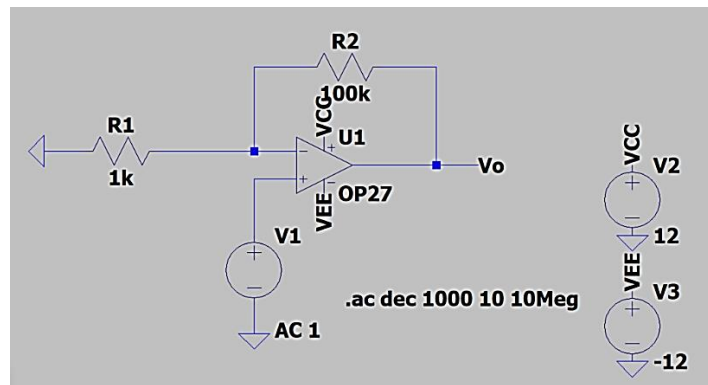 R2
100k
VCC
U1
R1
1k
OP27
VEE
Vo
V1
AC 1
.ac dec 1000 10 10Meg
VCC
V2
12
VEE
V3
-12